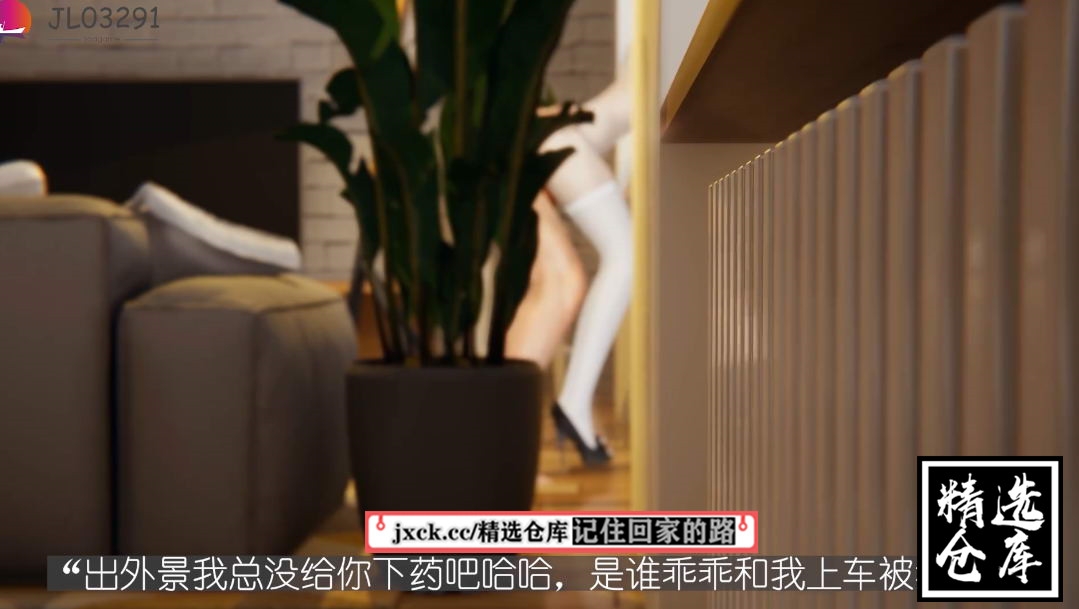 JL03291
jxck.cc/精选仓库 记住回家的路
“出外景我总没给你下药吧哈哈，是谁乖乖和我上车被
精选
仓库